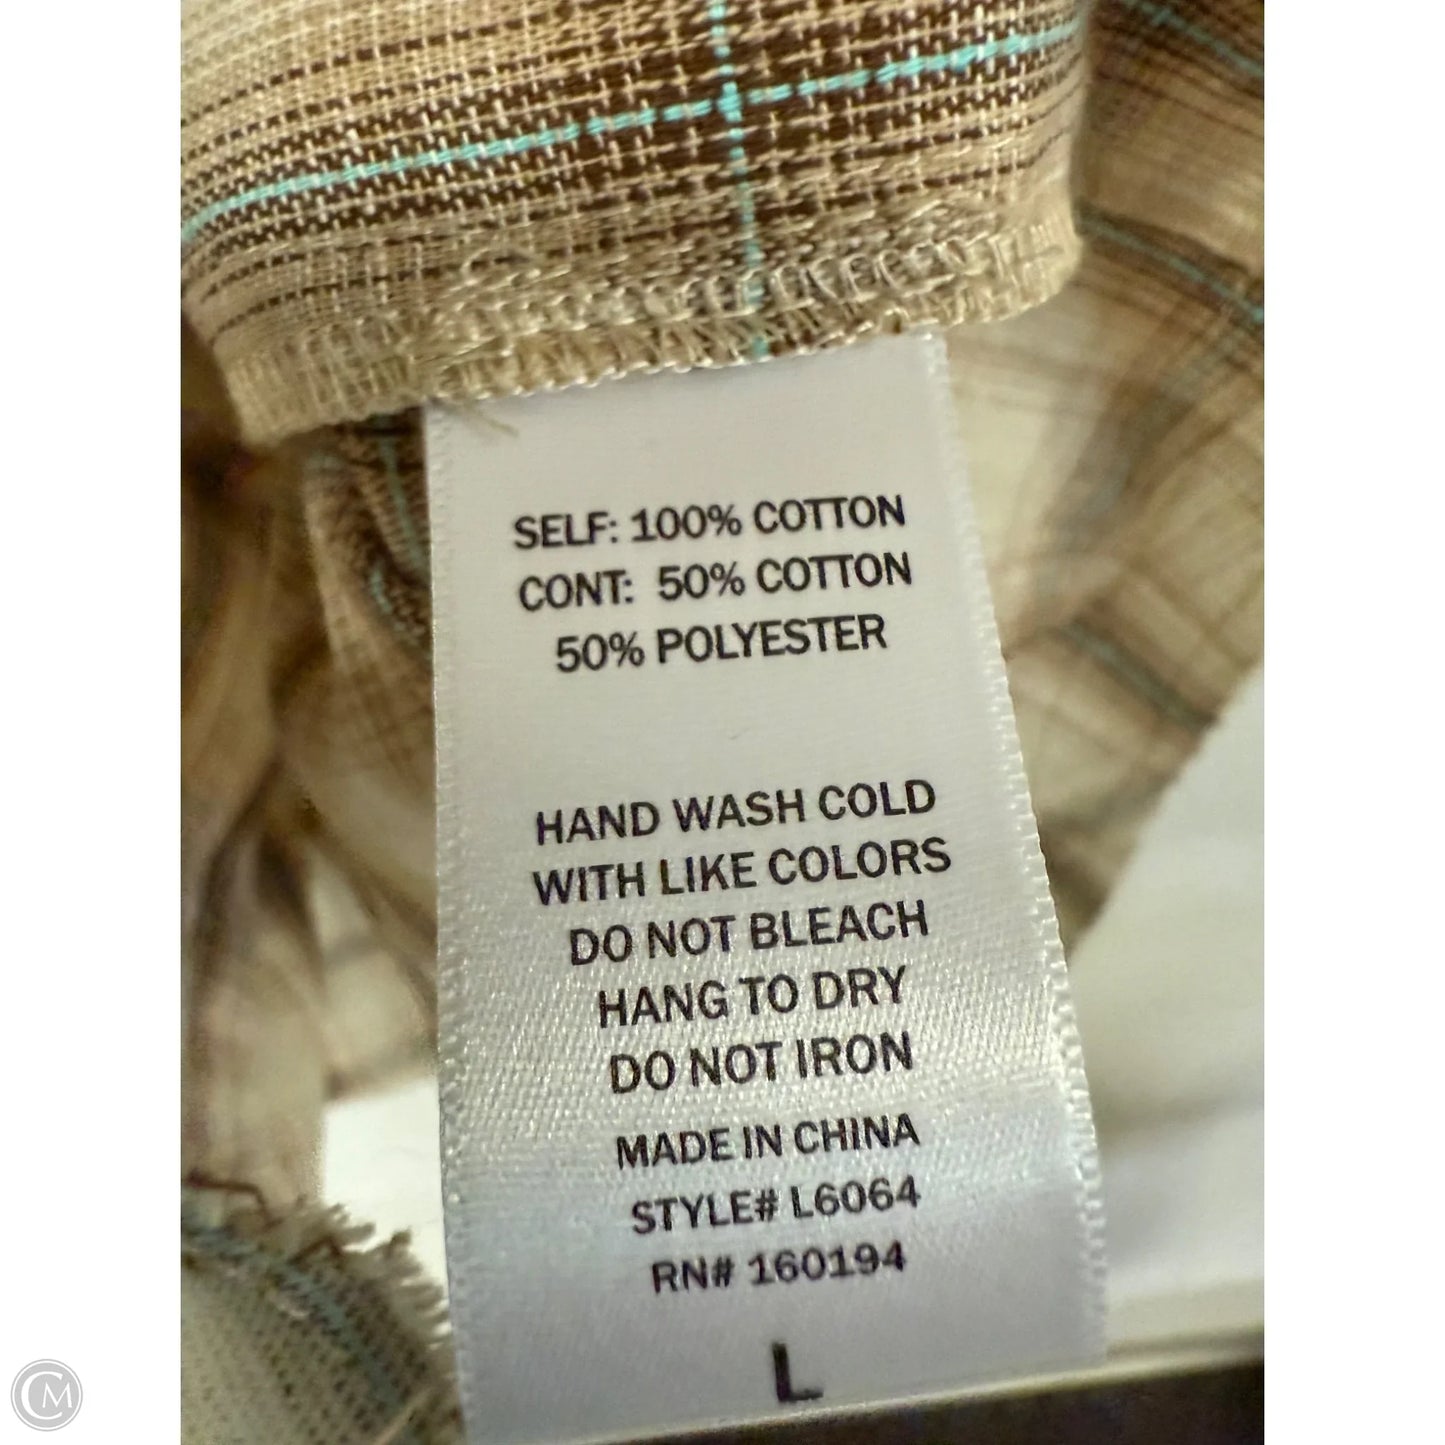 SELF: 100% COTTON
CONT: 50% COTTON
50% POLYESTER
HAND WASH COLD
WITH LIKE COLORS
DO NOT BLEACH
HANG TO DRY
DO NOT IRON
MADE IN CHINA
STYLE# L6064
RN# 160194
L
CM